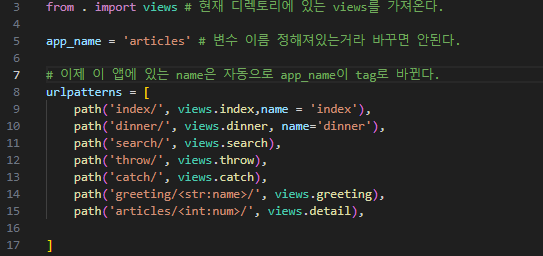 3 from . import views # 현재 디렉토리에 있는 views를 가져온다.
4
5 app_name = 'articles' # 변수 이름 정해져있는거라 바꾸면 안된다.
6
7 # 이제 이 앱에 있는 name은 자동으로 app_name이 tag로 바뀐다.
8 urlpatterns = [
9 path('index/', views.index,name = 'index'),
10 path('dinner/', views.dinner, name='dinner'),
11 path('search/', views.search),
12 path('throw/', views.throw),
13 path('catch/', views.catch),
14 path('greeting/<str:name>/', views.greeting),
15 path('articles/<int:num>/', views.detail),
16
17 ]